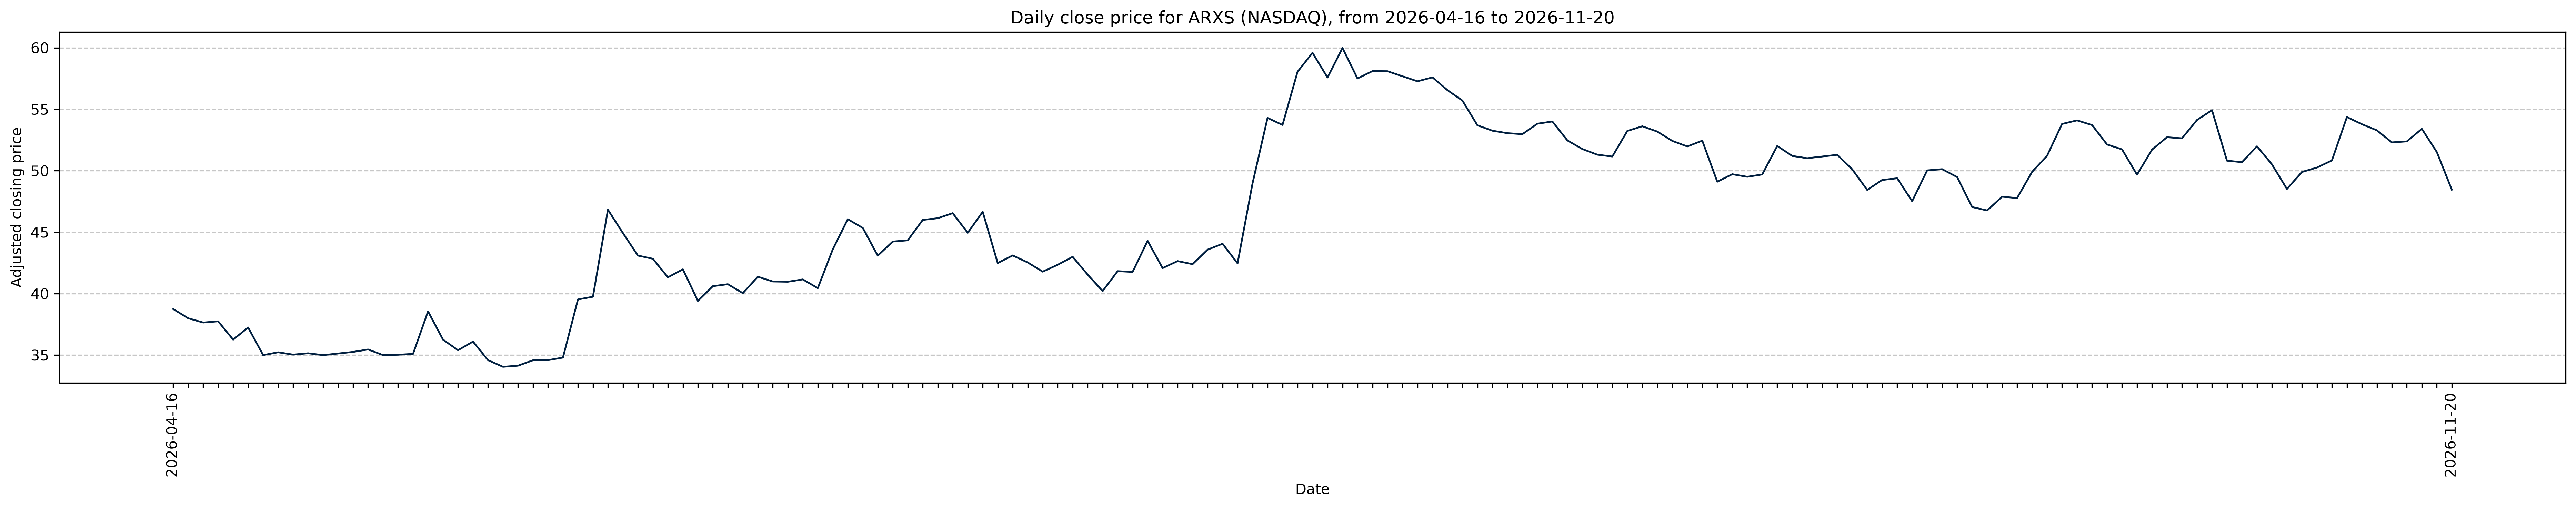 Daily close price for ARXS (NASDAQ), from 2026-04-16 to 2026-11-20
Adjusted closing price
60
55
50
45
40
35
2026-04-16
2026-11-20
Date